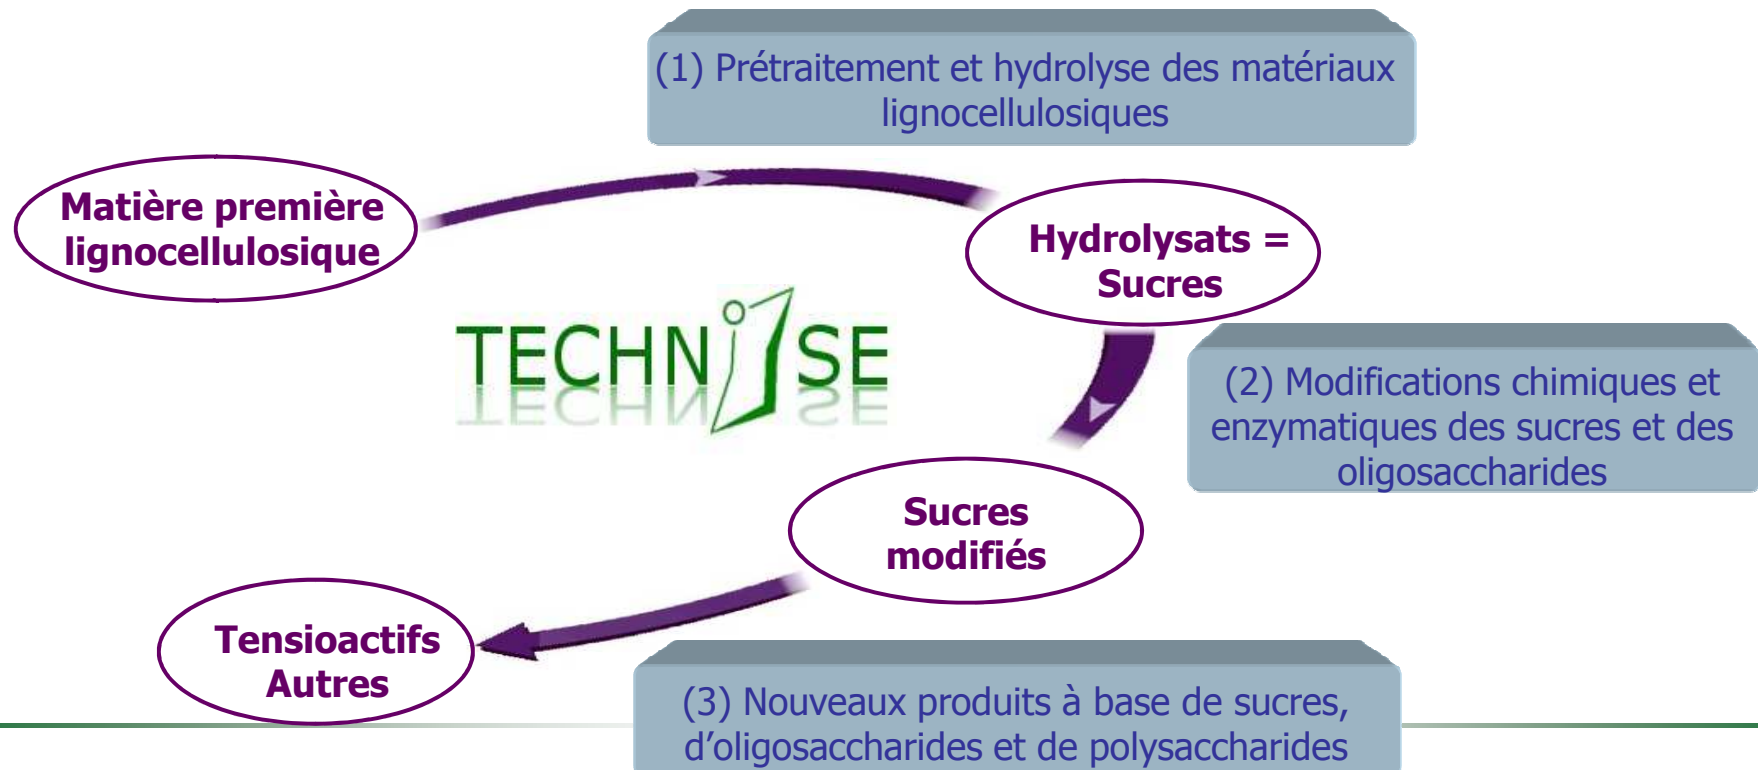 (1) Prétraitement et hydrolyse des matériaux
lignocellulosiques
Matière première
lignocellulosique
Hydrolysats =
Sucres
TECHNOSE
(2) Modifications chimiques et
enzymatiques des sucres et des
oligosaccharides
Sucres
modifiés
Tensioactifs
Autres
(3) Nouveaux produits à base de sucres,
d’oligosaccharides et de polysaccharides